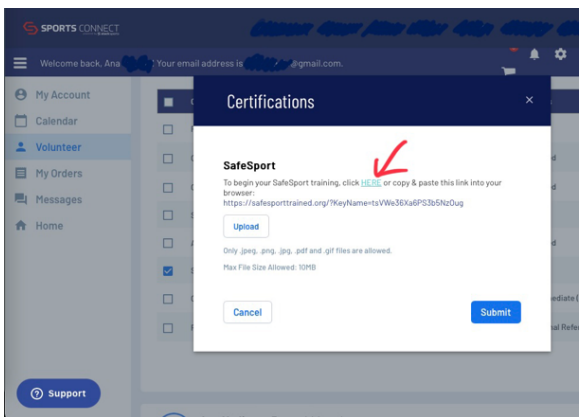 SPORTS CONNECT
Welcome back, Ana
Your email address is
@gmail.com.
My Account
Calendar
Volunteer
My Orders
Messages
Home
Support
Certifications
×
SafeSport
To begin your SafeSport training, click HERE or copy & paste this link into your
browser:
https://safesporttrained.org/?KeyName=tsVWe36Xa6PS3b5NzOug
Upload
Only .jpeg, .png, .jpg, .pdf and .gif files are allowed.
Max File Size Allowed: 10MB
Cancel
Submit